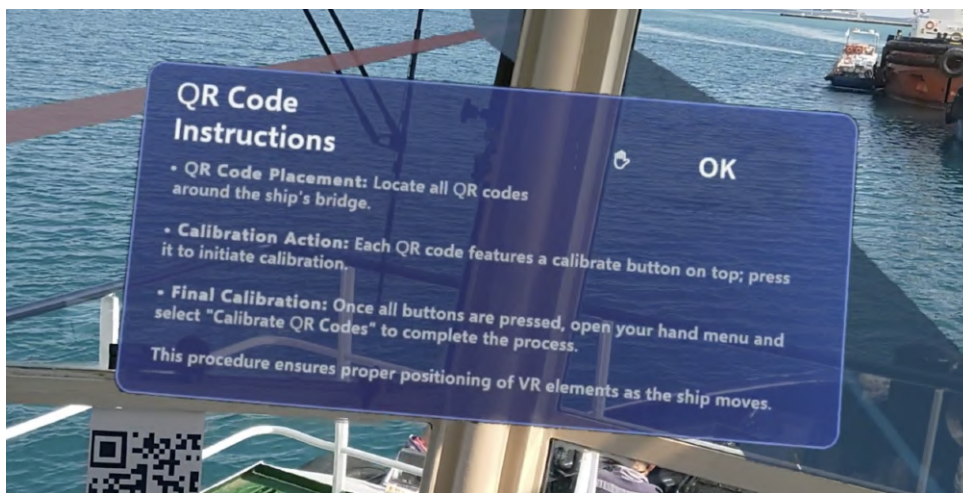 QR Code
Instructions
OK
• QR Code Placement: Locate all QR codes
around the ship's bridge.
• Calibration Action: Each QR code features a calibrate button on top; press
it to initiate calibration.
• Final Calibration: Once all buttons are pressed, open your hand menu and
select "Calibrate QR Codes" to complete the process.
This procedure ensures proper positioning of VR elements as the ship moves.